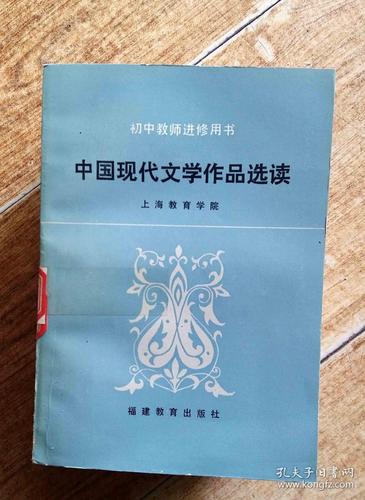 初中教师进修用书
中国现代文学作品选读
上海教育学院
福建教育出版社
孔夫子旧书网
www.kongfz.com